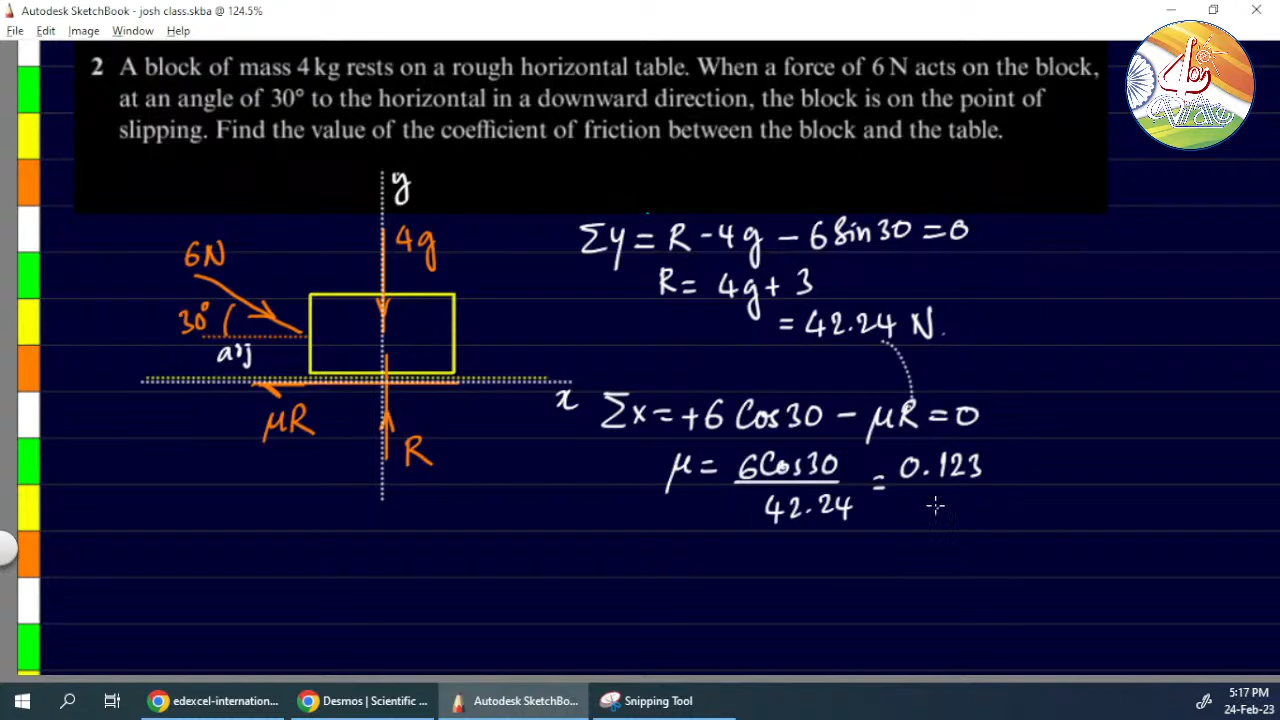 Autodesk SketchBook - josh class.skba @ 124.5%
File Edit Image Window Help
2 A block of mass 4 kg rests on a rough horizontal table. When a force of 6 N acts on the block,
at an angle of 30° to the horizontal in a downward direction, the block is on the point of
slipping. Find the value of the coefficient of friction between the block and the table.
y
4g
6N
30°
adj
x
μR
R
Σy = R - 4g - 6 Sin 30 = 0
R = 4g + 3
= 42.24 N.
Σx = +6 Cos 30 - μR = 0
μ = 6Cos30 / 42.24 = 0.123
edexcel-internation...
Desmos | Scientific ...
Autodesk SketchBo...
Snipping Tool
5:17 PM
24-Feb-23